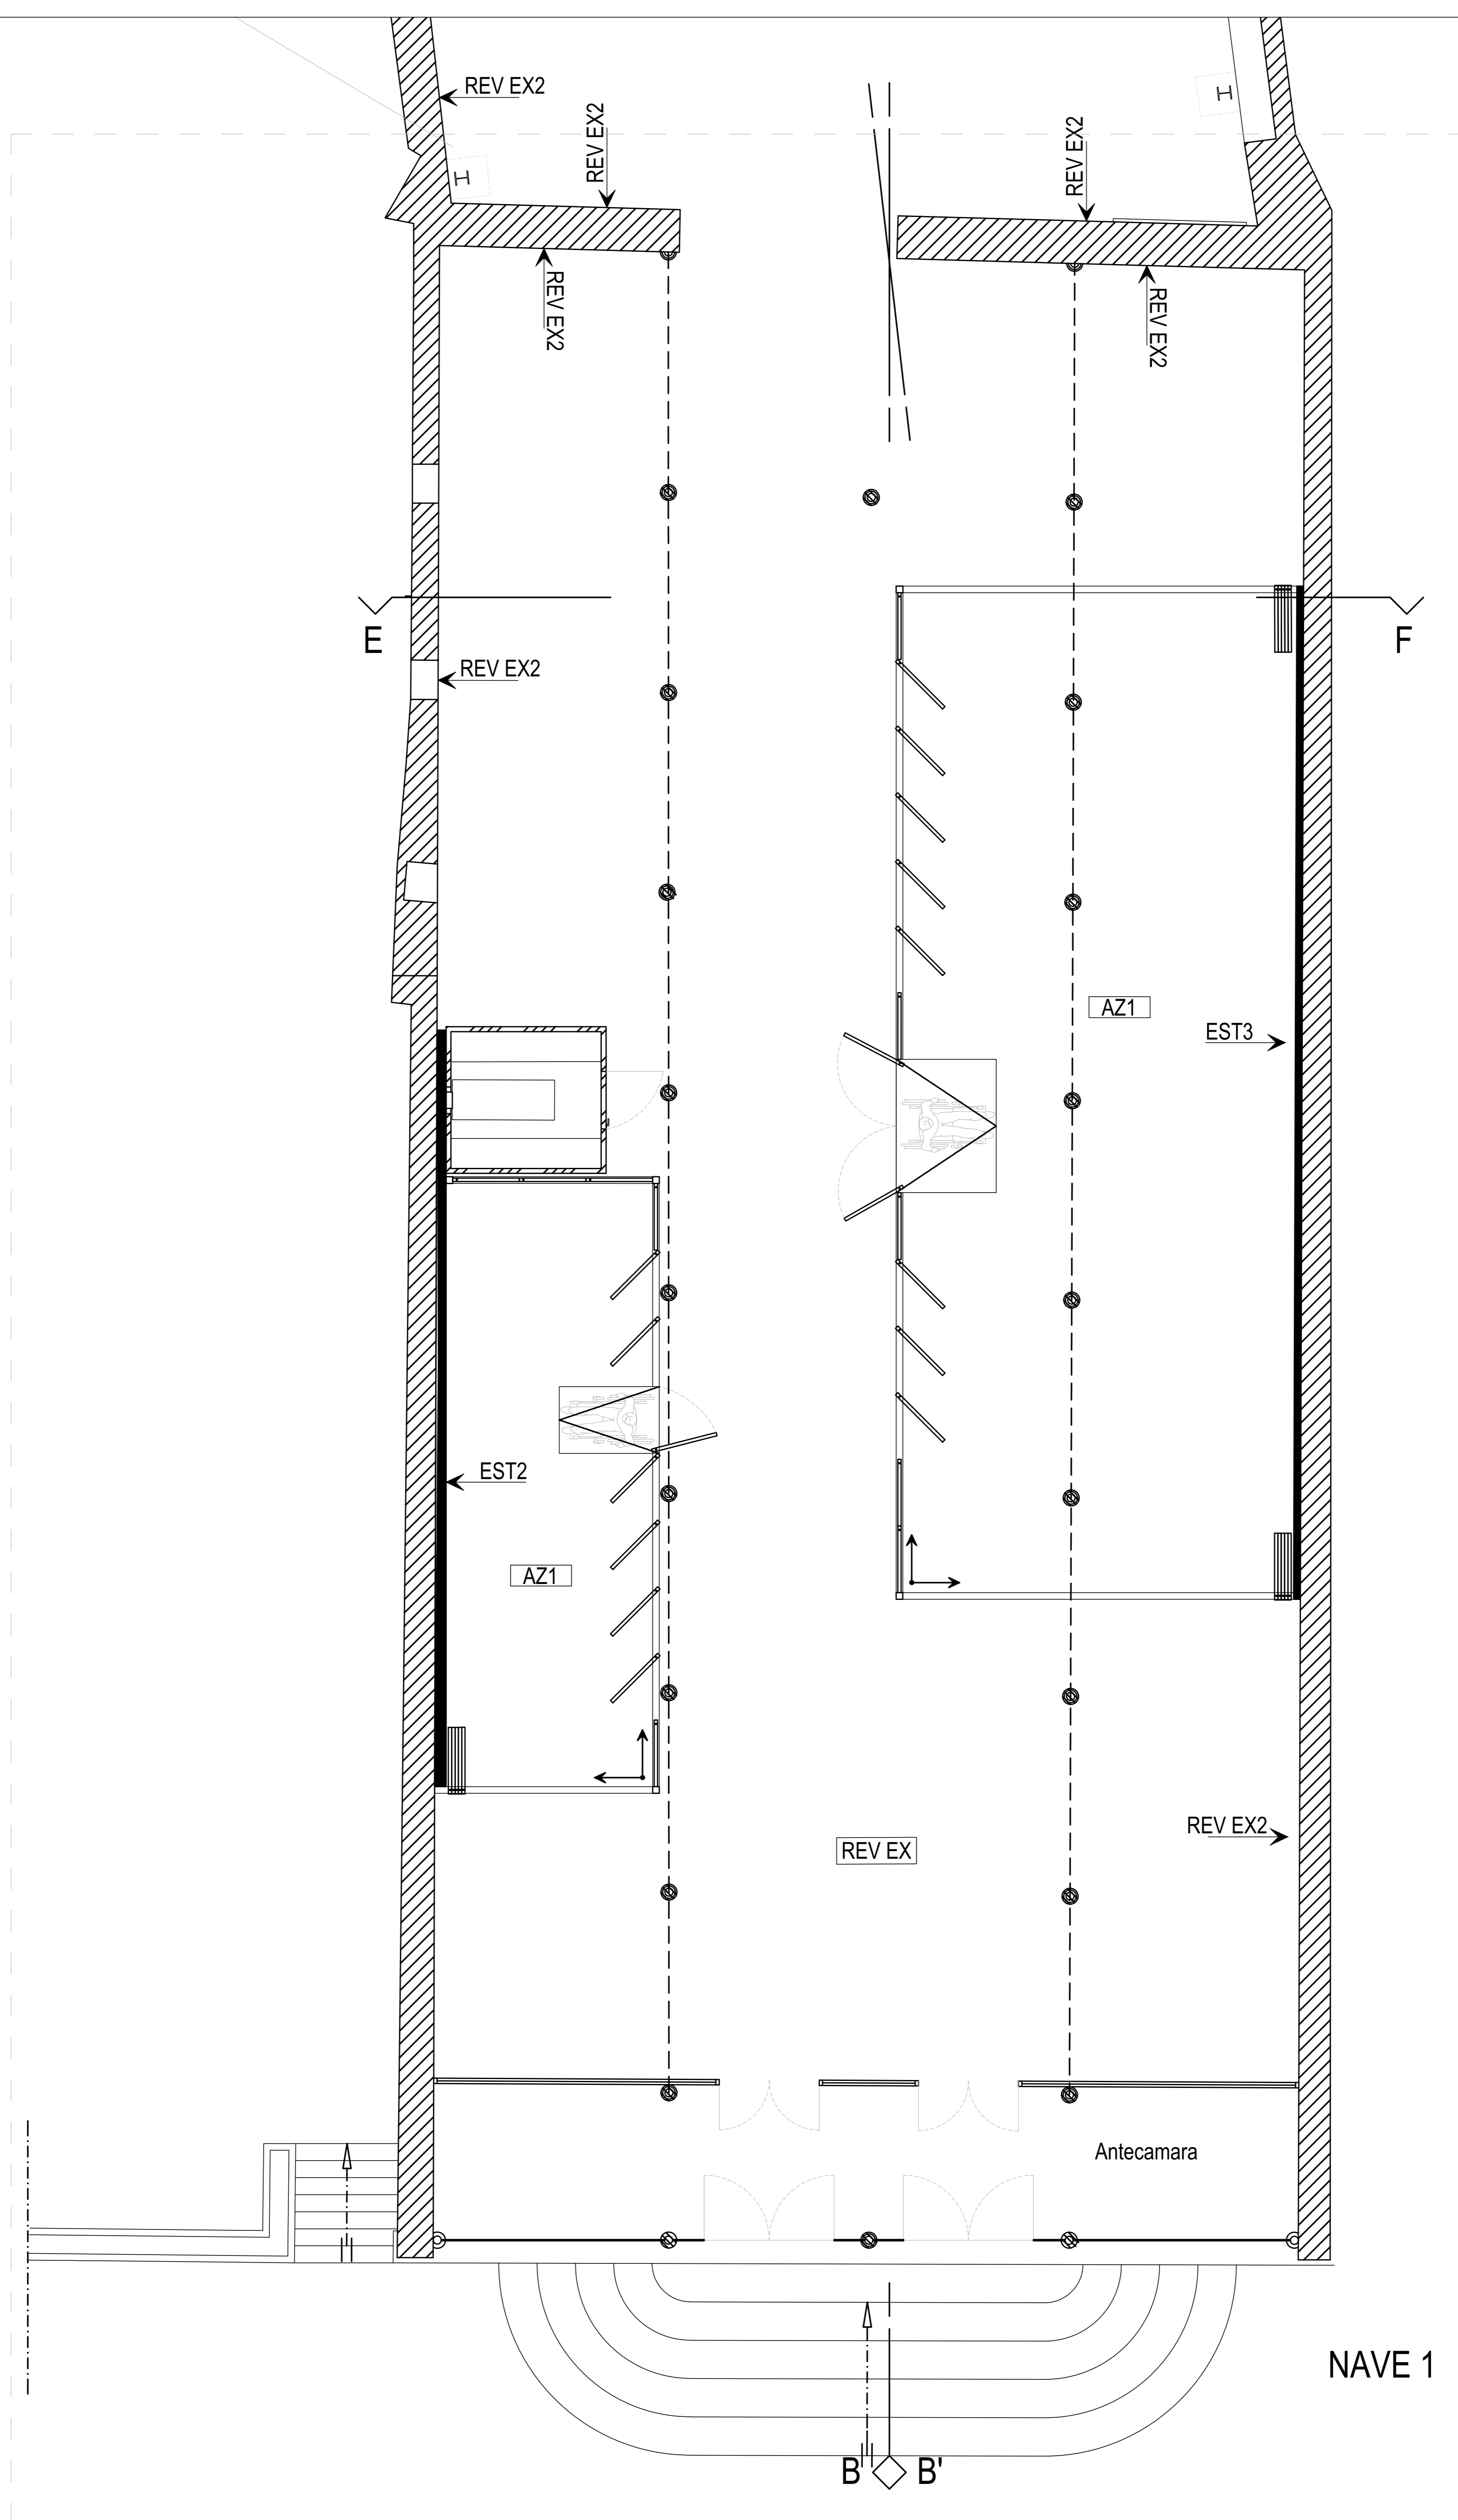 REV EX2
H
REV EX2
REV EX2
H
REV EX2
REV EX2
E
F
REV EX2
AZ1
EST3
EST2
AZ1
REV EX2
REV EX
Antecamara
NAVE 1
B' B'